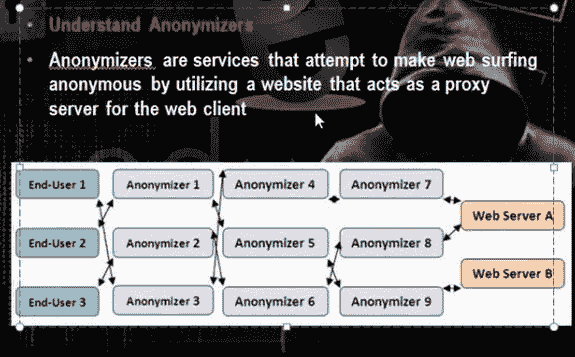 Understand Anonymizers
Anonymizers are services that attempt to make web surfing
anonymous by utilizing a website that acts as a proxy
server for the web client
End-User 1 Anonymizer 1 Anonymizer 4 Anonymizer 7
Web Server A
End-User 2 Anonymizer 2 Anonymizer 5 Anonymizer 8
Web Server B
End-User 3 Anonymizer 3 Anonymizer 6 Anonymizer 9